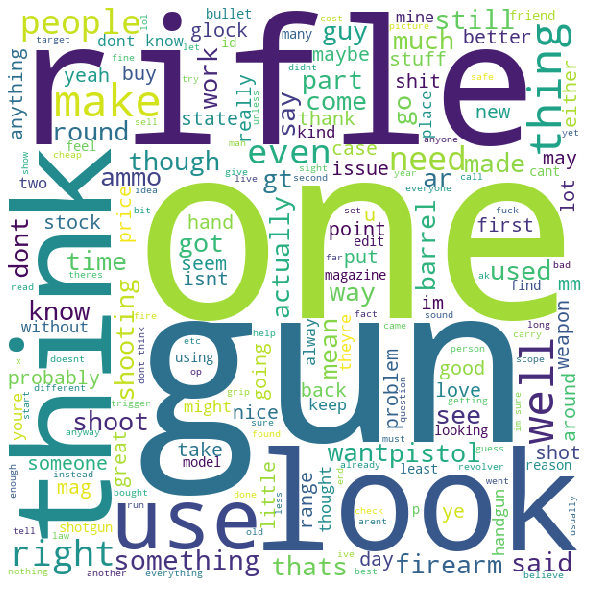 rifle
one
gun
look
think
use
thing
make
people
well
even
need
right
something
firearm
pistol
want
still
guy
much
better
glock
buy
yeah
dont know
anything
work
state
really
say
maybe
part
stuff
come
shit
thank
kind
go
place
new
either
friend
mine
bullet
many
id
cost
picture
didnt
let
try
lol
target
fine
sell
man
unless
safe
anyone
yet
round
feel
two
ammo
though
gt
case
issue
ar
made
lot
may
cant
show
cheap
idea
bit
give
live
sight
second
year
everyone
call
dont
stock
price
hand
got
seem
isnt
actually
u
point
edit
put
set
far
magazine
way
barrel
fuck
first
used
find
mm
ak
bad
time
read
theres
know
without
fire
im
around
weapon
long
carry
sound
came
fact
theyre
alway
mean
going
help
etc
using
op
dont think
doesnt
probably
different
youre
start
x
shooting
shoot
trigger
grip
might
nice
sure
back
keep
problem
question
person
good
love
looking
getting
see
scope
im sure
shot
reason
must
guess
anyway
someone
instead
enough
mag
great
bought
take
model
found
little
range
thought
least
already
revolver
went
handgun
usually
believe
said
ye
p
check
arent
ive
best
day
done
less
old
run
shotgun
law
tell
nothing
another
everything
thats